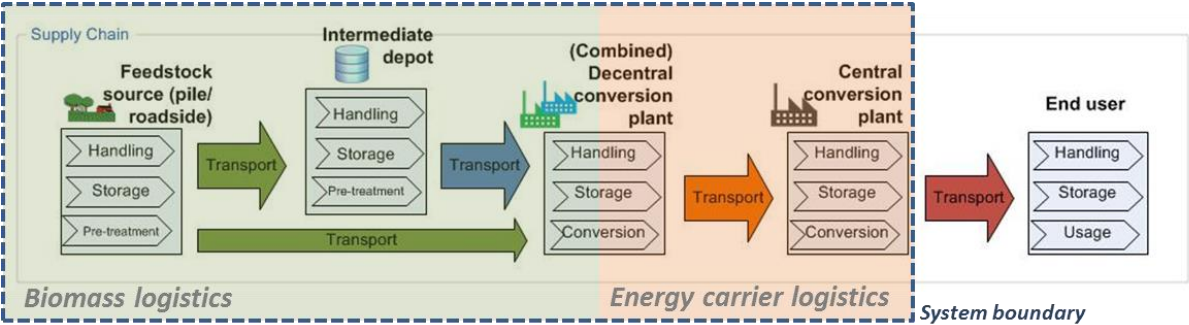 Supply Chain
Feedstock
source (pile/
roadside)
Handling
Storage
Pre-treatment
Transport
Intermediate
depot
Handling
Storage
Pre-treatment
Transport
Transport
(Combined)
Decentral
conversion
plant
Handling
Storage
Conversion
Transport
Central
conversion
plant
Handling
Storage
Conversion
Transport
End user
Handling
Storage
Usage
Biomass logistics
Energy carrier logistics
System boundary